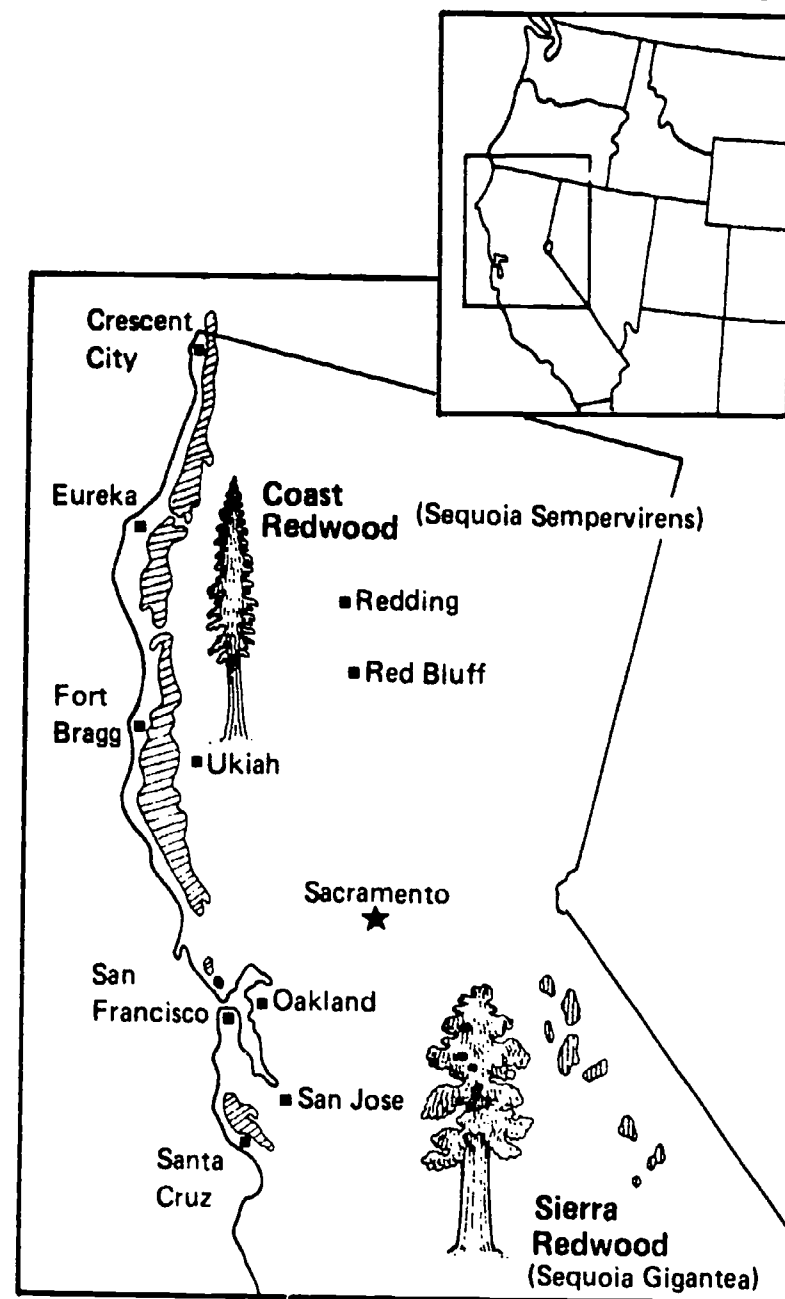 Crescent
City
Eureka
Coast
Redwood (Sequoia Sempervirens)
Redding
Red Bluff
Fort
Bragg
Ukiah
Sacramento
San
Francisco
Oakland
San Jose
Santa
Cruz
Sierra
Redwood
(Sequoia Gigantea)